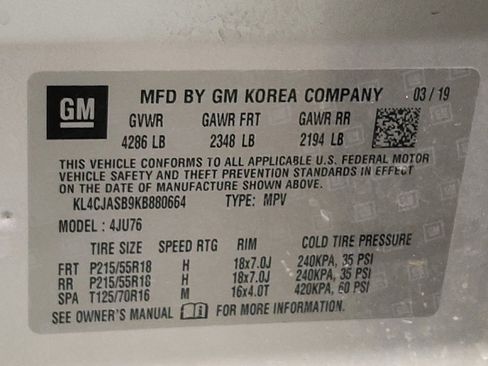 GM
MFD BY GM KOREA COMPANY 03/19
GVWR GAWR FRT GAWR RR
4286 LB 2348 LB 2194 LB
THIS VEHICLE CONFORMS TO ALL APPLICABLE U.S. FEDERAL MOTOR
VEHICLE SAFETY AND THEFT PREVENTION STANDARDS IN EFFECT
ON THE DATE OF MANUFACTURE SHOWN ABOVE.
KL4CJASB9KB880664 TYPE: MPV
MODEL: 4JU76
TIRE SIZE SPEED RTG RIM COLD TIRE PRESSURE
FRT P215/55R18 H 18x7.0J 240KPA, 35 PSI
RR P215/55R18 H 18x7.0J 240KPA, 35 PSI
SPA T125/70R16 M 16x4.0T 420KPA, 60 PSI
SEE OWNER'S MANUAL FOR MORE INFORMATION.